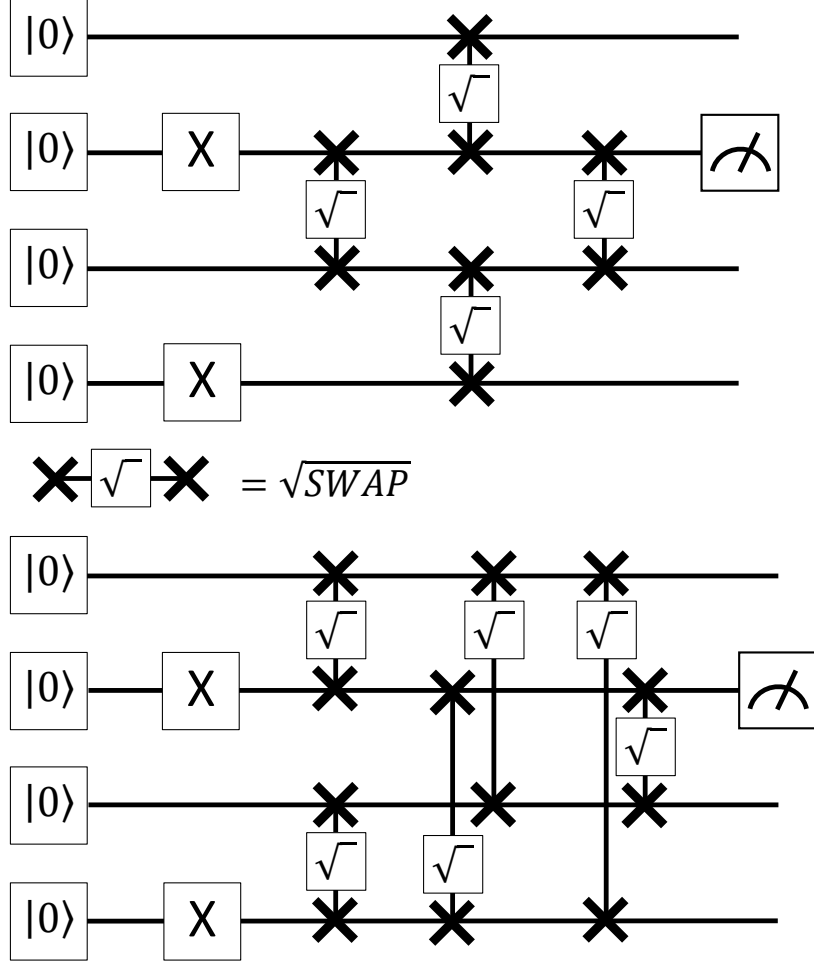 |0⟩ √
|0⟩ X √ √
|0⟩ √
|0⟩ X
√ = √SWAP
|0⟩ √ √ √
|0⟩ X √
|0⟩ √ √
|0⟩ X